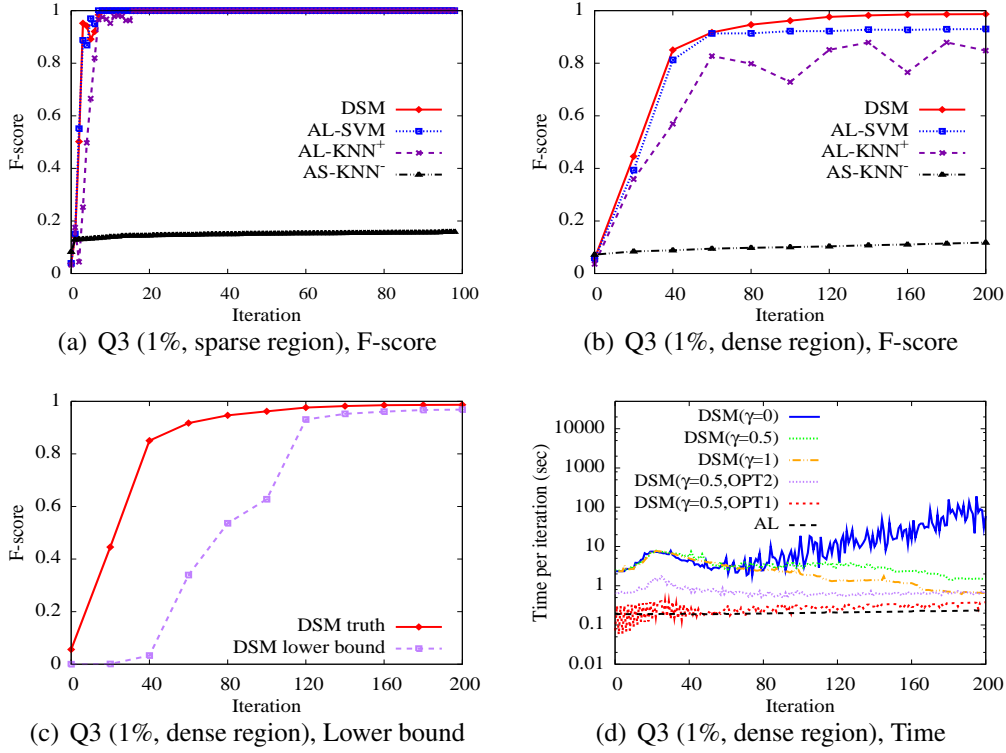 1
0.8
0.6
0.4
0.2
0
F-score
DSM
AL-SVM
AL-KNN+
AS-KNN-
0 20 40 60 80 100
Iteration
(a) Q3 (1%, sparse region), F-score
1
0.8
0.6
0.4
0.2
0
F-score
DSM
AL-SVM
AL-KNN+
AS-KNN-
0 40 80 120 160 200
Iteration
(b) Q3 (1%, dense region), F-score
1
0.8
0.6
0.4
0.2
0
F-score
DSM truth
DSM lower bound
0 40 80 120 160 200
Iteration
(c) Q3 (1%, dense region), Lower bound
10000
1000
100
10
1
0.1
0.01
Time per iteration (sec)
DSM(γ=0)
DSM(γ=0.5)
DSM(γ=1)
DSM(γ=0.5,OPT2)
DSM(γ=0.5,OPT1)
AL
0 40 80 120 160 200
Iteration
(d) Q3 (1%, dense region), Time